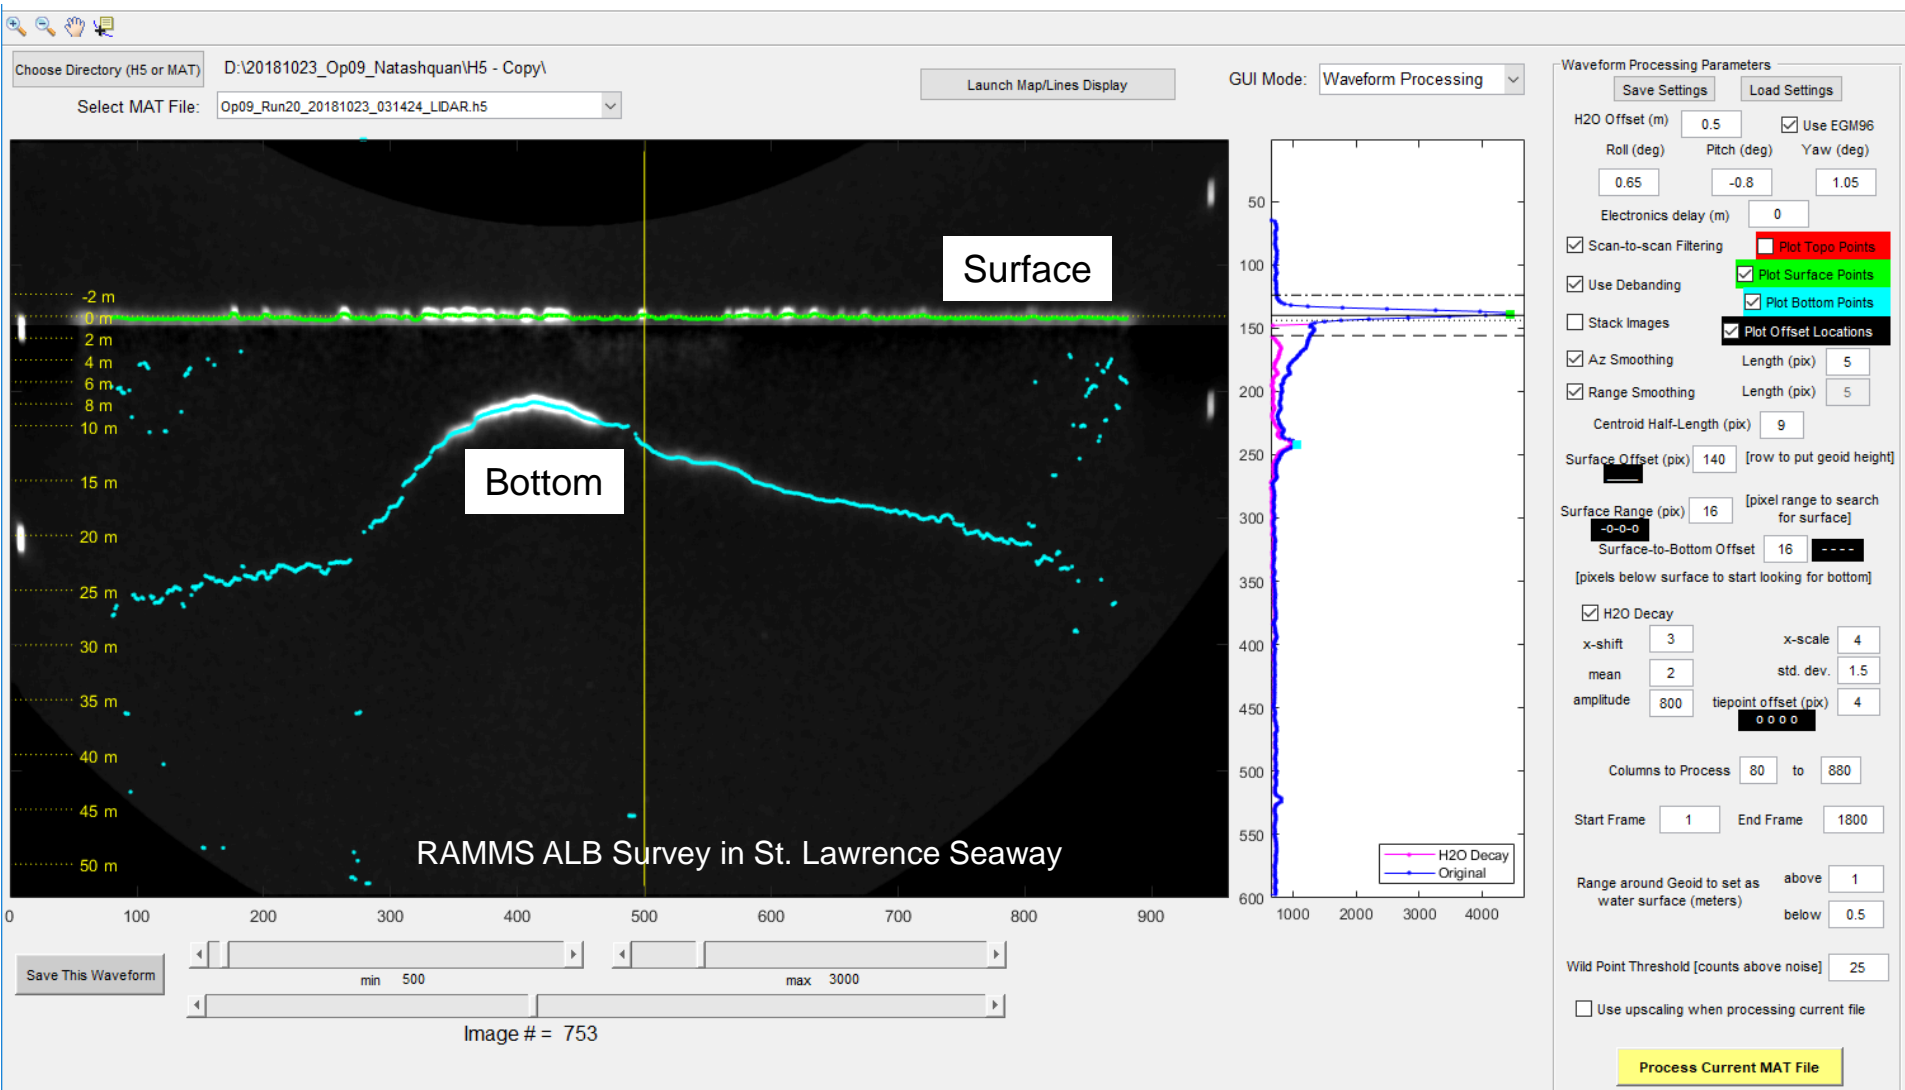 Choose Directory (H5 or MAT) D:\20181023_Op09_Natashquan\H5 - Copy\
Select MAT File: Op09_Run20_20181023_031424_LIDAR.h5
Launch Map/Lines Display
GUI Mode: Waveform Processing
Surface
Bottom
-2 m
0 m
2 m
4 m
6 m
8 m
10 m
15 m
20 m
25 m
30 m
35 m
40 m
45 m
50 m
RAMMS ALB Survey in St. Lawrence Seaway
0 100 200 300 400 500 600 700 800 900
50
100
150
200
250
300
350
400
450
500
550
600
H2O Decay
Original
1000 2000 3000 4000
Save This Waveform
min 500
max 3000
Image # = 753
Waveform Processing Parameters
Save Settings Load Settings
H2O Offset (m) 0.5 Use EGM96
Roll (deg) Pitch (deg) Yaw (deg)
0.65 -0.8 1.05
Electronics delay (m) 0
Scan-to-scan Filtering Plot Topo Points
Plot Surface Points
Use Debanding
Plot Bottom Points
Stack Images Plot Offset Locations
Az Smoothing Length (pix) 5
Range Smoothing Length (pix) 5
Centroid Half-Length (pix) 9
Surface Offset (pix) 140 [row to put geoid height]
Surface Range (pix) 16 [pixel range to search
for surface]
-o-o-o
Surface-to-Bottom Offset 16 - - - -
[pixels below surface to start looking for bottom]
H2O Decay
x-shift 3 x-scale 4
mean 2 std. dev. 1.5
amplitude 800 tiepoint offset (pix) 4
o o o o
Columns to Process 80 to 880
Start Frame 1 End Frame 1800
Range around Geoid to set as
water surface (meters)
above 1
below 0.5
Wild Point Threshold [counts above noise] 25
Use upscaling when processing current file
Process Current MAT File